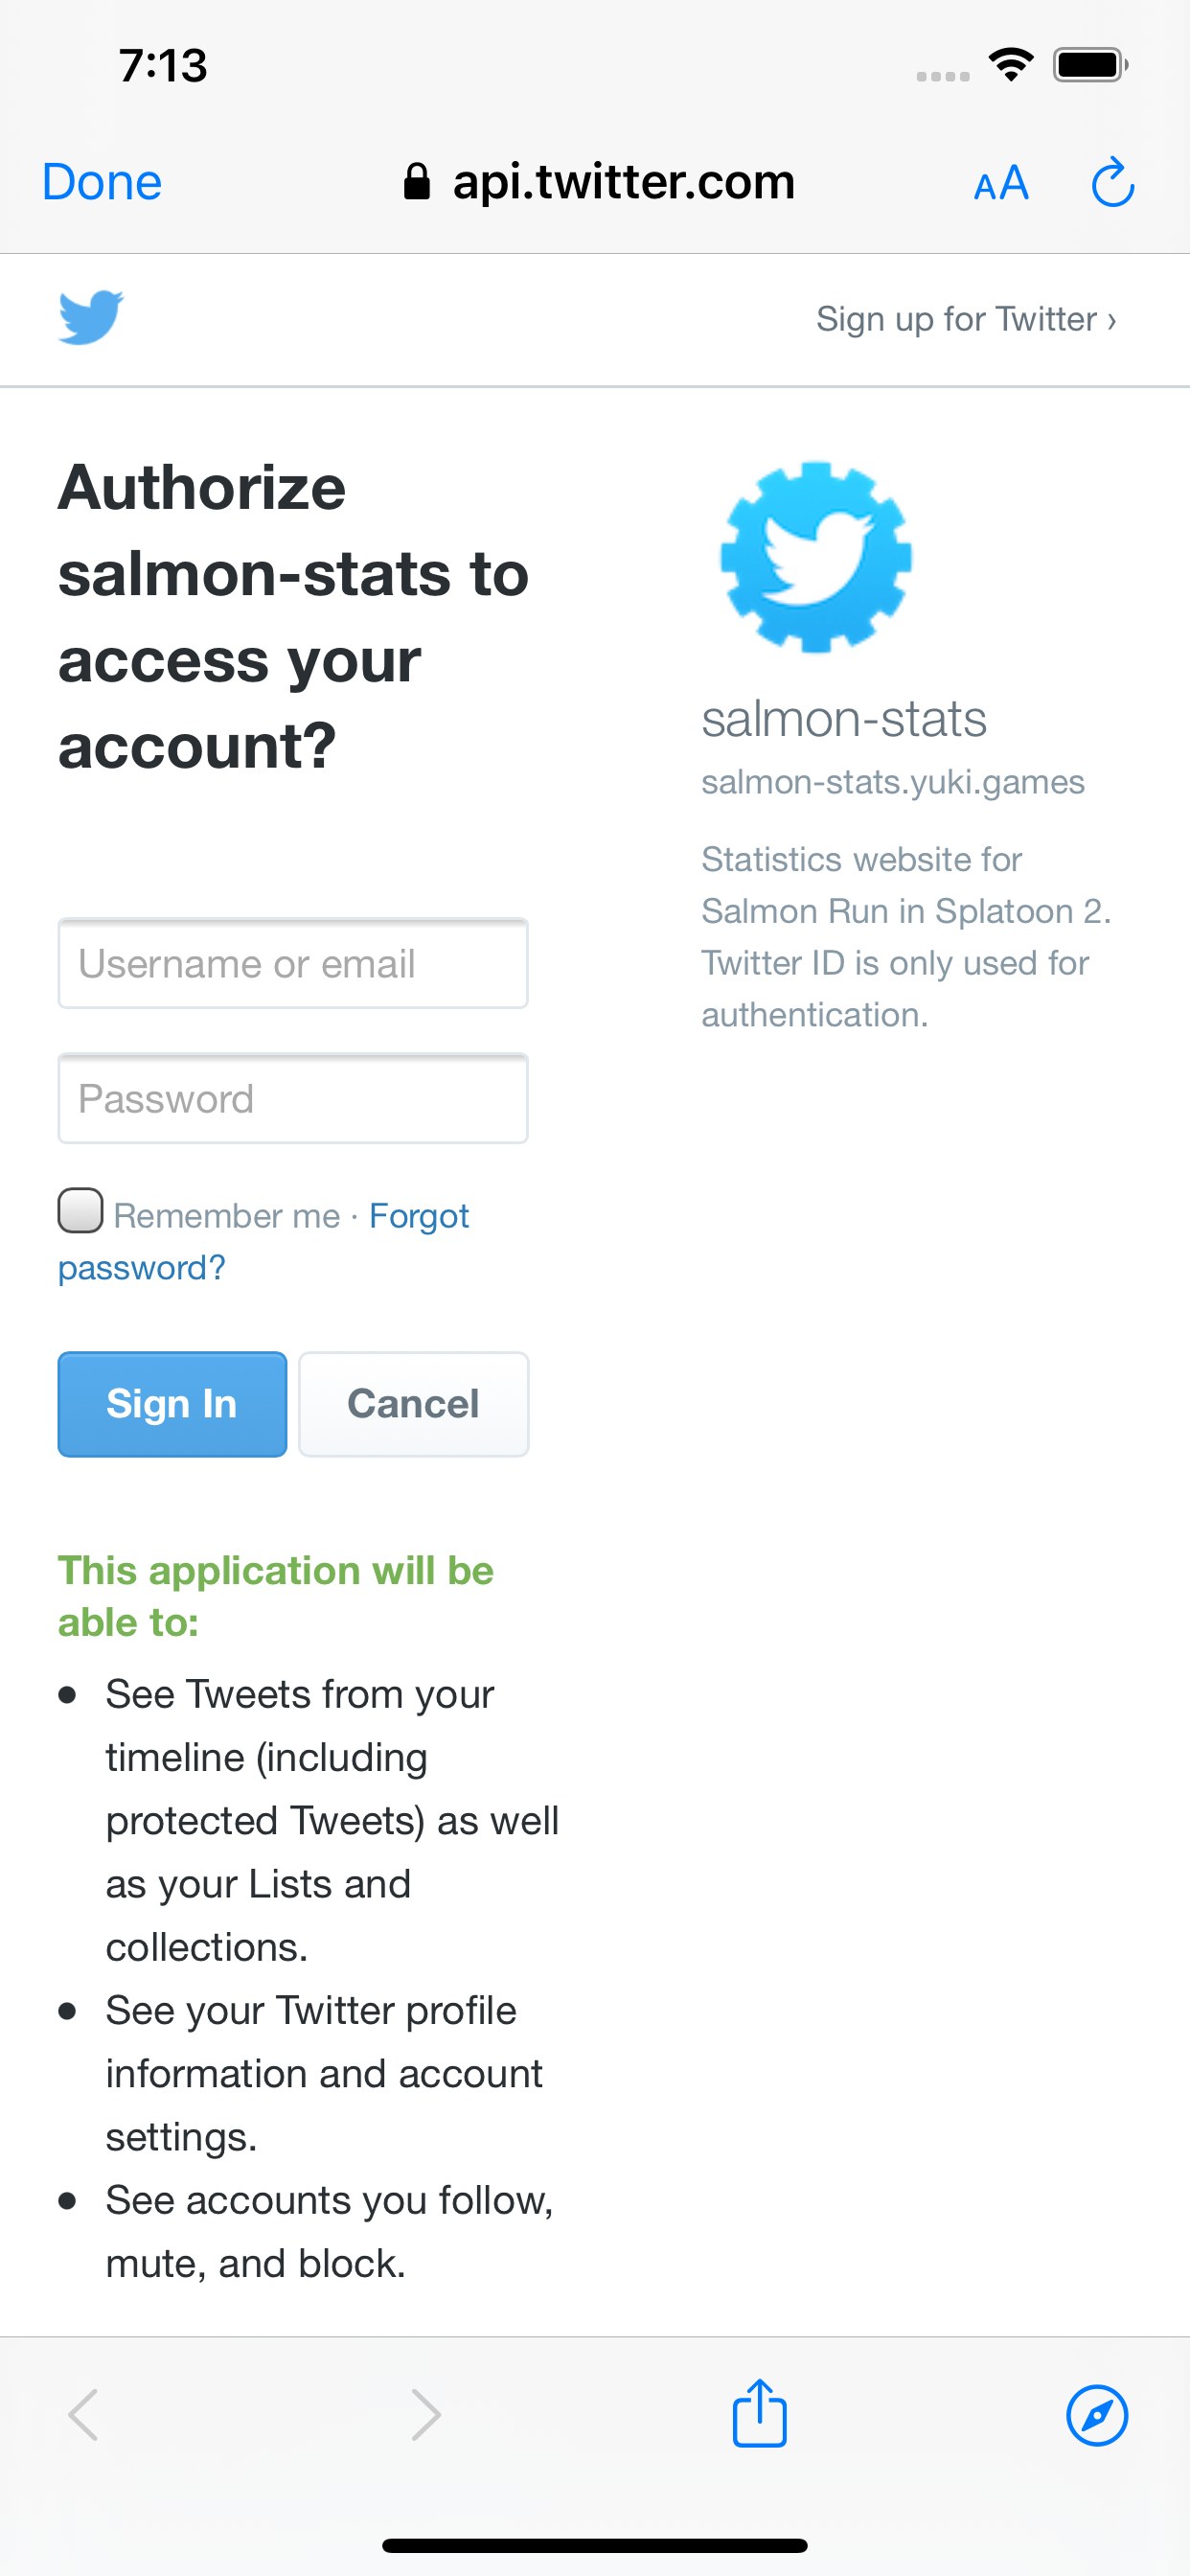 7:13
Done
api.twitter.com
AA
Sign up for Twitter ›
Authorize
salmon-stats to
access your
account?
salmon-stats
salmon-stats.yuki.games
Statistics website for
Salmon Run in Splatoon 2.
Twitter ID is only used for
authentication.
Username or email
Password
Remember me · Forgot
password?
Sign In
Cancel
This application will be
able to:
• See Tweets from your
timeline (including
protected Tweets) as well
as your Lists and
collections.
• See your Twitter profile
information and account
settings.
• See accounts you follow,
mute, and block.